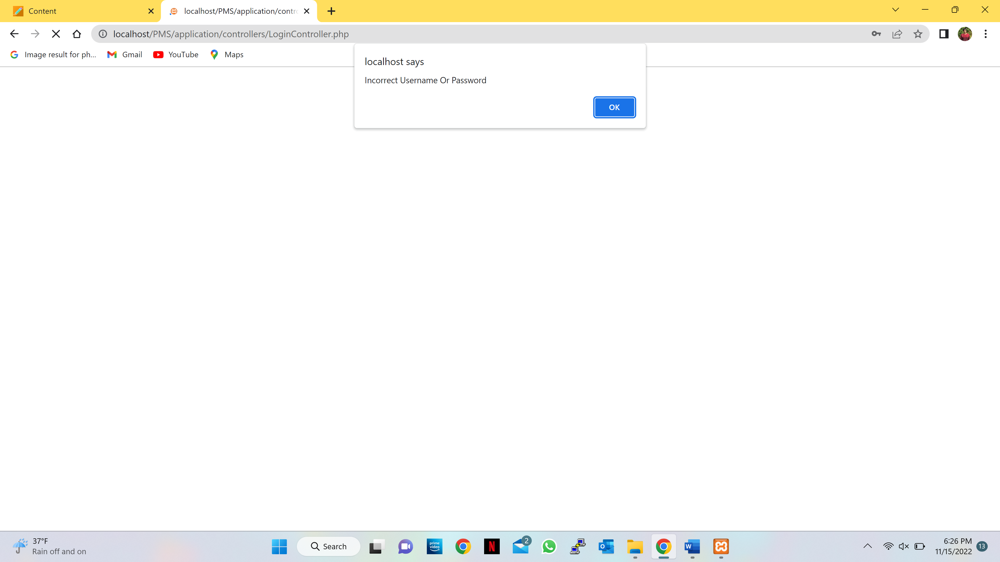 Content
localhost/PMS/application/contro
localhost/PMS/application/controllers/LoginController.php
Image result for ph...
Gmail
YouTube
Maps
localhost says
Incorrect Username Or Password
OK
37°F
Rain off and on
Search
prime
video
N
2
O
W
6:26 PM
11/15/2022
13